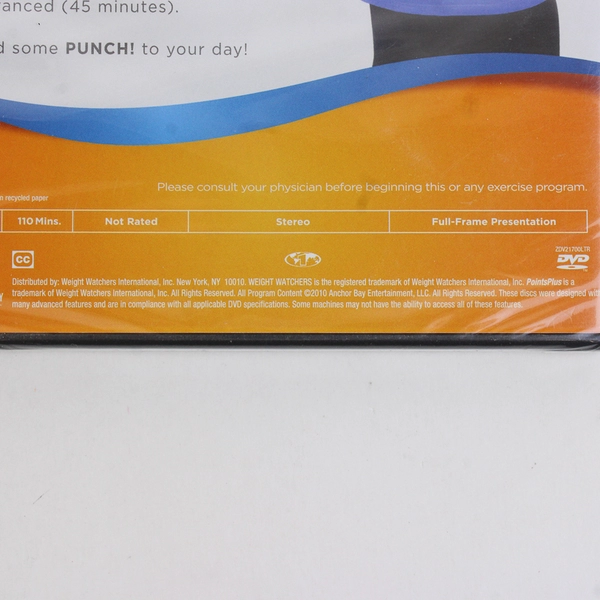 anced (45 minutes).
d some PUNCH! to your day!
Please consult your physician before beginning this or any exercise program.
n recycled paper
110 Mins. Not Rated Stereo Full-Frame Presentation
CC
ZDV21700LTR
DVD
Distributed by: Weight Watchers International, Inc. New York, NY 10010. WEIGHT WATCHERS is the registered trademark of Weight Watchers International, Inc. PointsPlus is a
trademark of Weight Watchers International, Inc. All Rights Reserved. All Program Content ©2010 Anchor Bay Entertainment, LLC. All Rights Reserved. These discs were designed with
many advanced features and are in compliance with all applicable DVD specifications. Some machines may not have the ability to access all of these features.